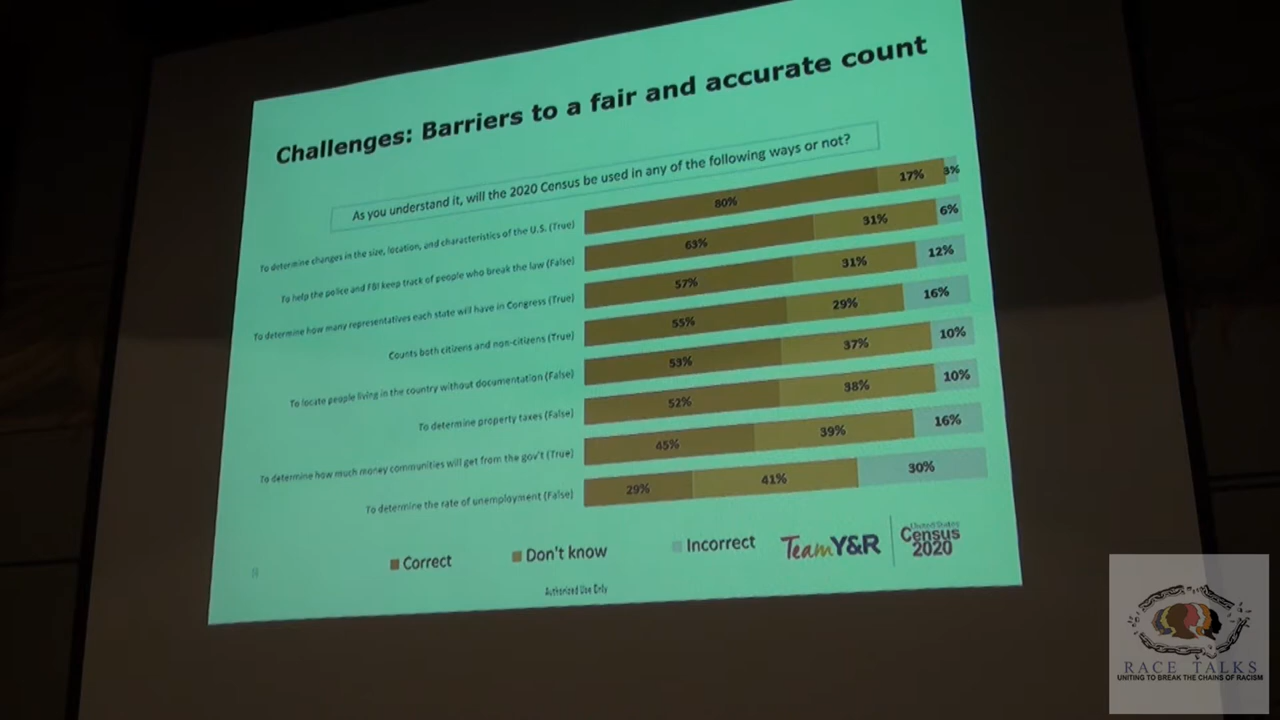 Challenges: Barriers to a fair and accurate count
As you understand it, will the 2020 Census be used in any of the following ways or not?
To determine changes in the size, location, and characteristics of the U.S. (True)
80%
17%
3%
To help the police and FBI keep track of people who break the law (False)
63%
31%
6%
To determine how many representatives each state will have in Congress (True)
57%
31%
12%
Counts both citizens and non-citizens (True)
55%
29%
16%
To locate people living in the country without documentation (False)
53%
37%
10%
To determine property taxes (False)
52%
38%
10%
To determine how much money communities will get from the gov't (True)
45%
39%
16%
To determine the rate of unemployment (False)
29%
41%
30%
Correct
Don't know
Incorrect
TeamY&R
United States
Census
2020
Authorized Use Only
RACE TALKS
UNITING TO BREAK THE CHAINS OF RACISM